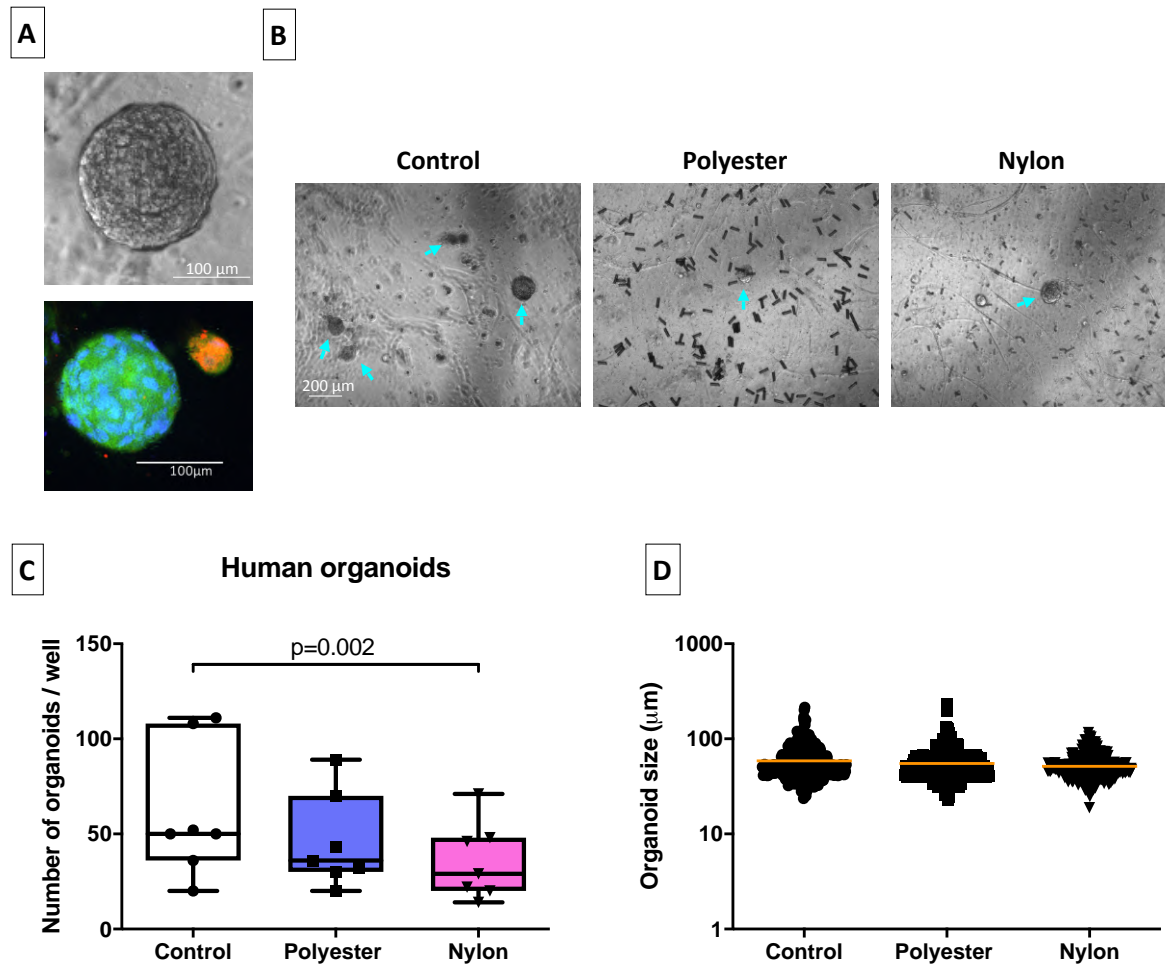 A
100 µm
100µm
B
Control
Polyester
Nylon
200 µm
C
Human organoids
Number of organoids / well
150
100
50
0
p=0.002
Control
Polyester
Nylon
D
Organoid size (µm)
1000
100
10
1
Control
Polyester
Nylon